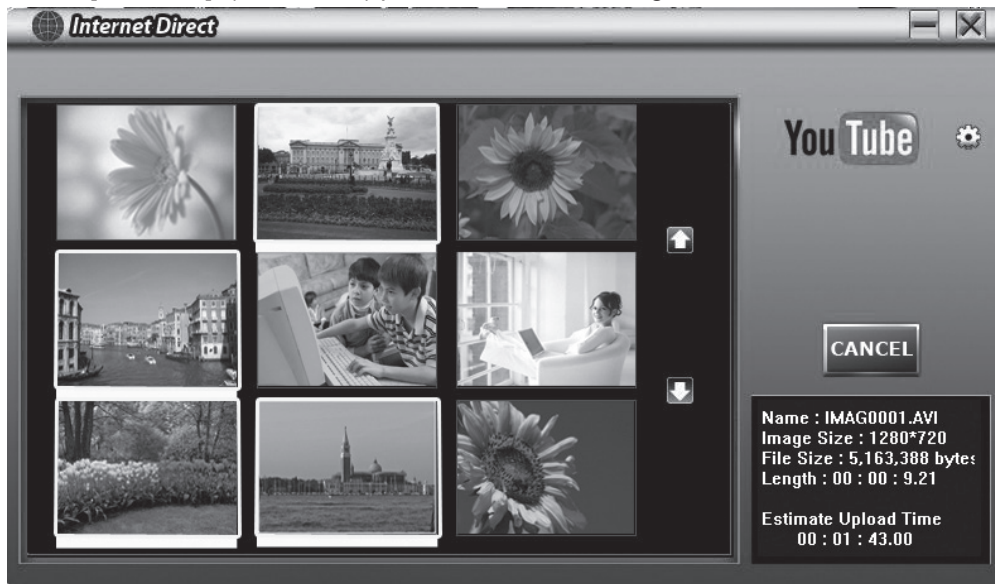 Internet Direct
You Tube
CANCEL
Name : IMAG0001.AVI
Image Size : 1280*720
File Size : 5,163,388 bytes
Length : 00 : 00 : 9.21
Estimate Upload Time
00 : 01 : 43.00